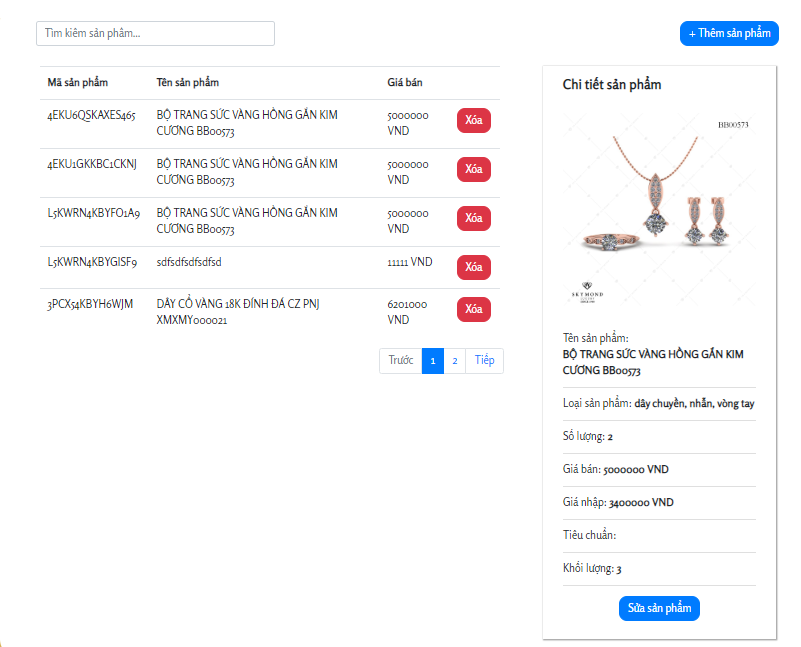 Tìm kiếm sản phẩm...
+ Thêm sản phẩm
Mã sản phẩm Tên sản phẩm Giá bán
4EKU6QSKAXES465 BỘ TRANG SỨC VÀNG HỒNG GẮN KIM 5000000 Xóa
CƯƠNG BB00573 VND
4EKU1GKKBC1CKNJ BỘ TRANG SỨC VÀNG HỒNG GẮN KIM 5000000 Xóa
CƯƠNG BB00573 VND
L5KWRN4KBYFO1A9 BỘ TRANG SỨC VÀNG HỒNG GẮN KIM 5000000 Xóa
CƯƠNG BB00573 VND
L5KWRN4KBYGISF9 sdfsdfsdfsdfsd 11111 VND Xóa
3PCX54KBYH6WJM DÂY CỔ VÀNG 18K ĐÍNH ĐÁ CZ PNJ 6201000 Xóa
XMXMY000021 VND
Trước 1 2 Tiếp
Chi tiết sản phẩm
BB00573
SKYMOND
Tên sản phẩm:
BỘ TRANG SỨC VÀNG HỒNG GẮN KIM
CƯƠNG BB00573
Loại sản phẩm: dây chuyền, nhẫn, vòng tay
Số lượng: 2
Giá bán: 5000000 VND
Giá nhập: 3400000 VND
Tiêu chuẩn:
Khối lượng: 3
Sửa sản phẩm